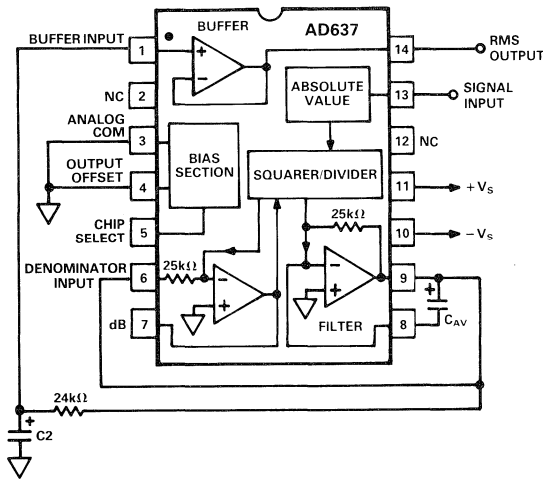 BUFFER
AD637
BUFFER INPUT
1
+
−
14
RMS
OUTPUT
NC
2
ABSOLUTE
VALUE
13
SIGNAL
INPUT
ANALOG
COM
3
BIAS
SECTION
12
NC
OUTPUT
OFFSET
4
SQUARER/DIVIDER
11
+VS
CHIP
SELECT
5
25kΩ
10
−VS
DENOMINATOR
INPUT
6
25kΩ
−
+
−
+
9
+
CAV
dB
7
FILTER
8
24kΩ
+
C2